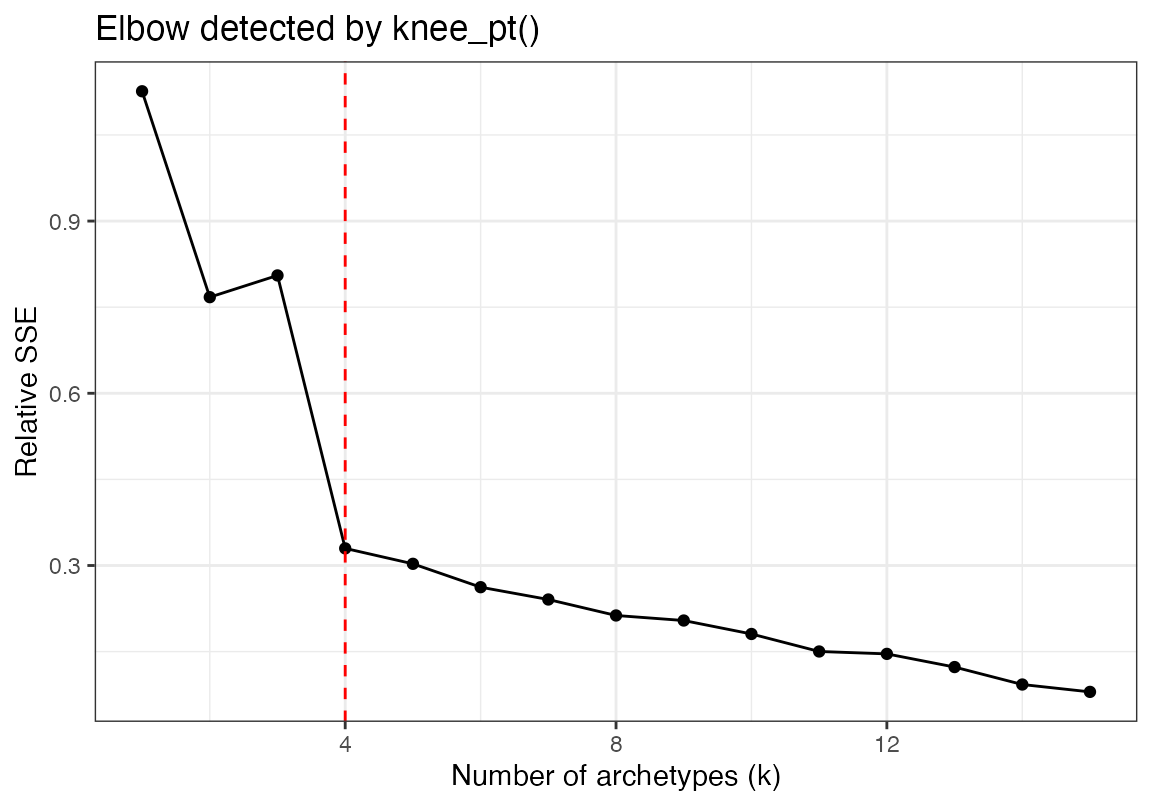 Elbow detected by knee_pt()
Relative SSE
0.9
0.6
0.3
4 8 12
Number of archetypes (k)